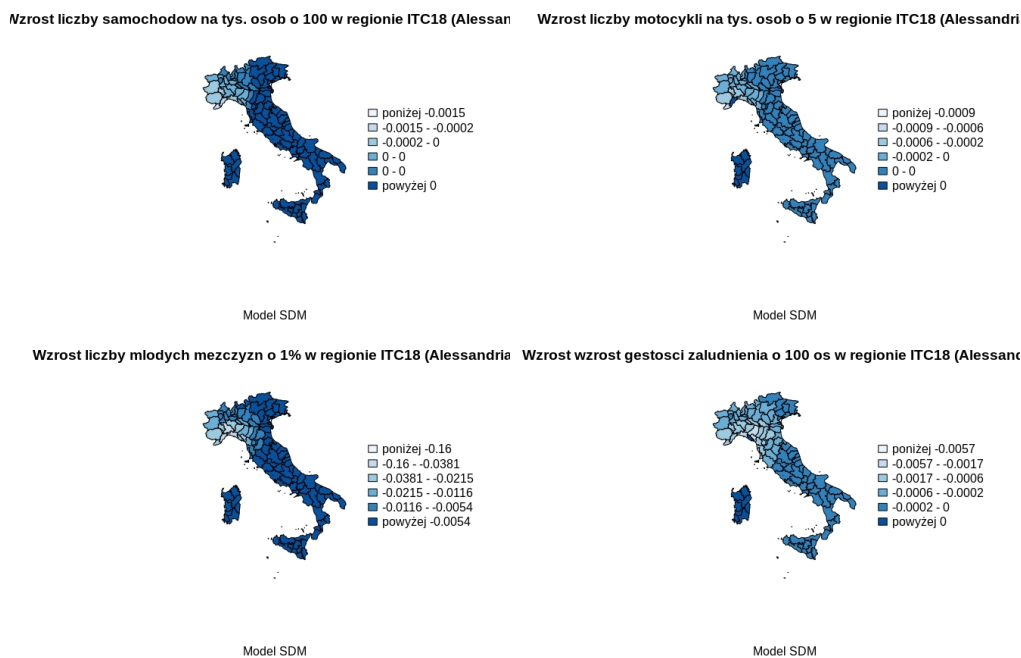 Wzrost liczby samochodow na tys. osob o 100 w regionie ITC18 (Alessan
poniżej -0.0015
-0.0015 - -0.0002
-0.0002 - 0
0 - 0
0 - 0
powyżej 0
Model SDM
Wzrost liczby motocykli na tys. osob o 5 w regionie ITC18 (Alessandri
poniżej -0.0009
-0.0009 - -0.0006
-0.0006 - -0.0002
-0.0002 - 0
0 - 0
powyżej 0
Model SDM
Wzrost liczby mlodych mezczyzn o 1% w regionie ITC18 (Alessandria
poniżej -0.16
-0.16 - -0.0381
-0.0381 - -0.0215
-0.0215 - -0.0116
-0.0116 - -0.0054
powyżej -0.0054
Model SDM
Wzrost wzrost gestosci zaludnienia o 100 os w regionie ITC18 (Alessand
poniżej -0.0057
-0.0057 - -0.0017
-0.0017 - -0.0006
-0.0006 - -0.0002
-0.0002 - 0
powyżej 0
Model SDM